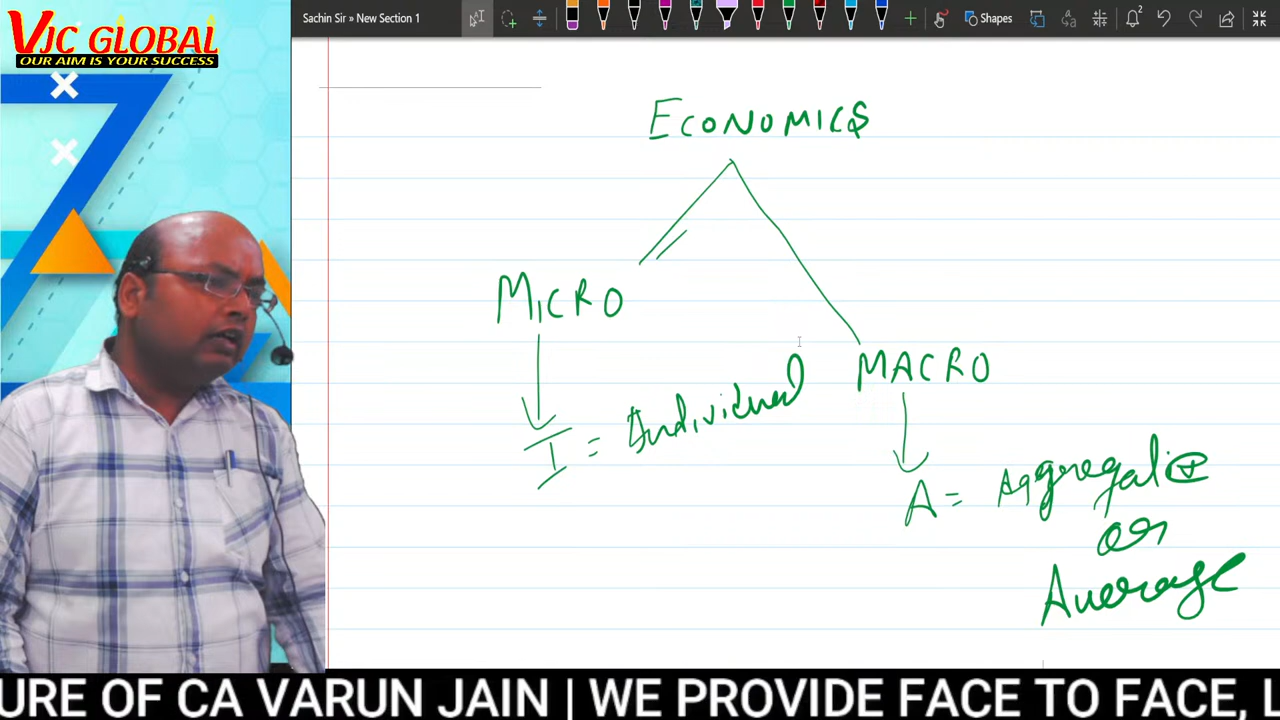 VJC GLOBAL
OUR AIM IS YOUR SUCCESS
Sachin Sir » New Section 1
Shapes
2
ECONOMICS
MICRO
MACRO
I = Individual
A = Aggregate
or
Average
URE OF CA VARUN JAIN | WE PROVIDE FACE TO FACE, L